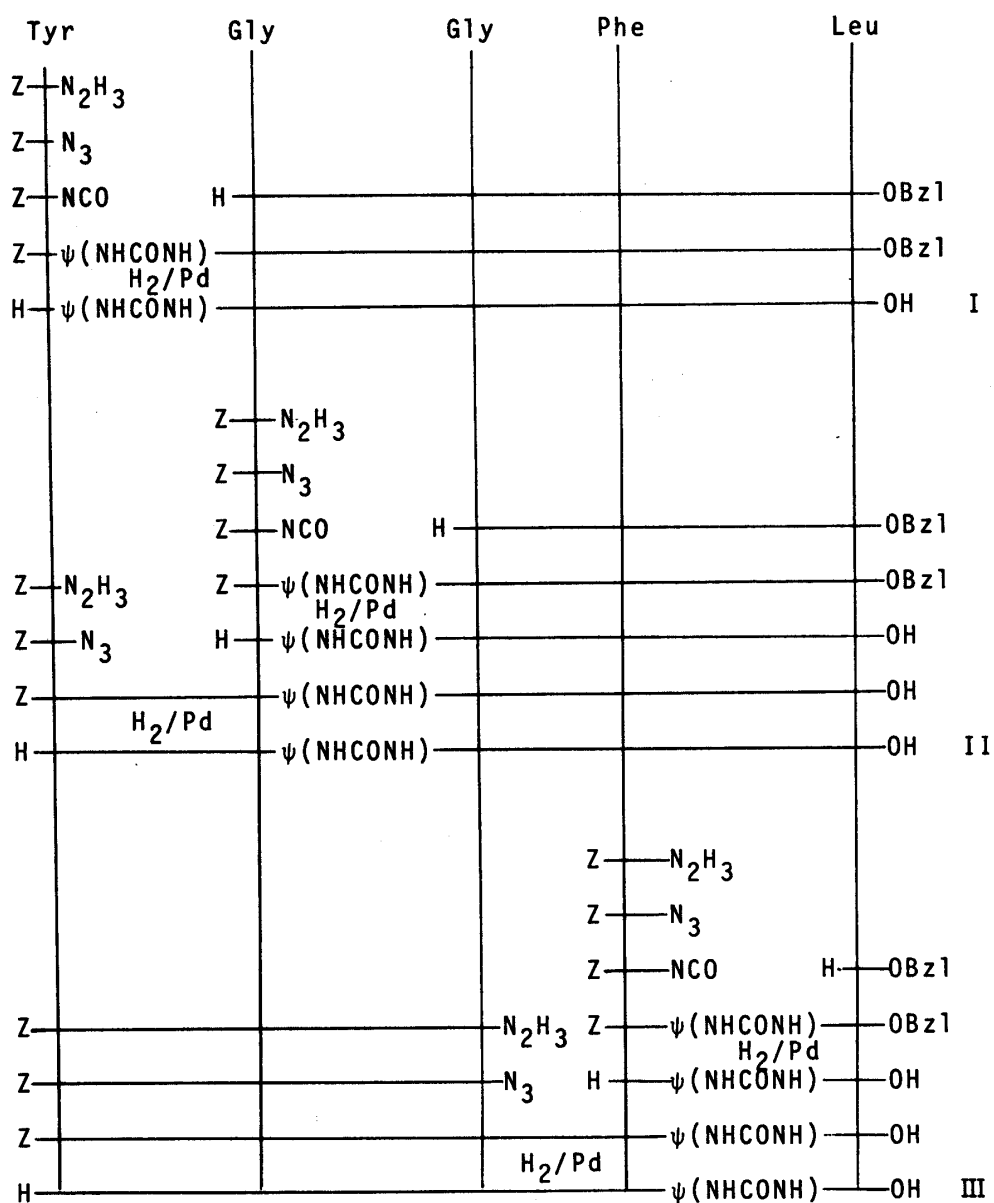 Tyr Gly Gly Phe Leu
Z N₂H₃
Z N₃
Z NCO H OBzl
Z ψ(NHCONH) OBzl
H₂/Pd
H ψ(NHCONH) OH I
Z N₂H₃
Z N₃
Z NCO H OBzl
Z N₂H₃ Z ψ(NHCONH) OBzl
H₂/Pd
Z N₃ H ψ(NHCONH) OH
Z ψ(NHCONH) OH
H₂/Pd
H ψ(NHCONH) OH II
Z N₂H₃
Z N₃
Z NCO H OBzl
Z N₂H₃ Z ψ(NHCONH) OBzl
H₂/Pd
Z N₃ H ψ(NHCONH) OH
Z ψ(NHCONH) OH
H₂/Pd
H ψ(NHCONH) OH III